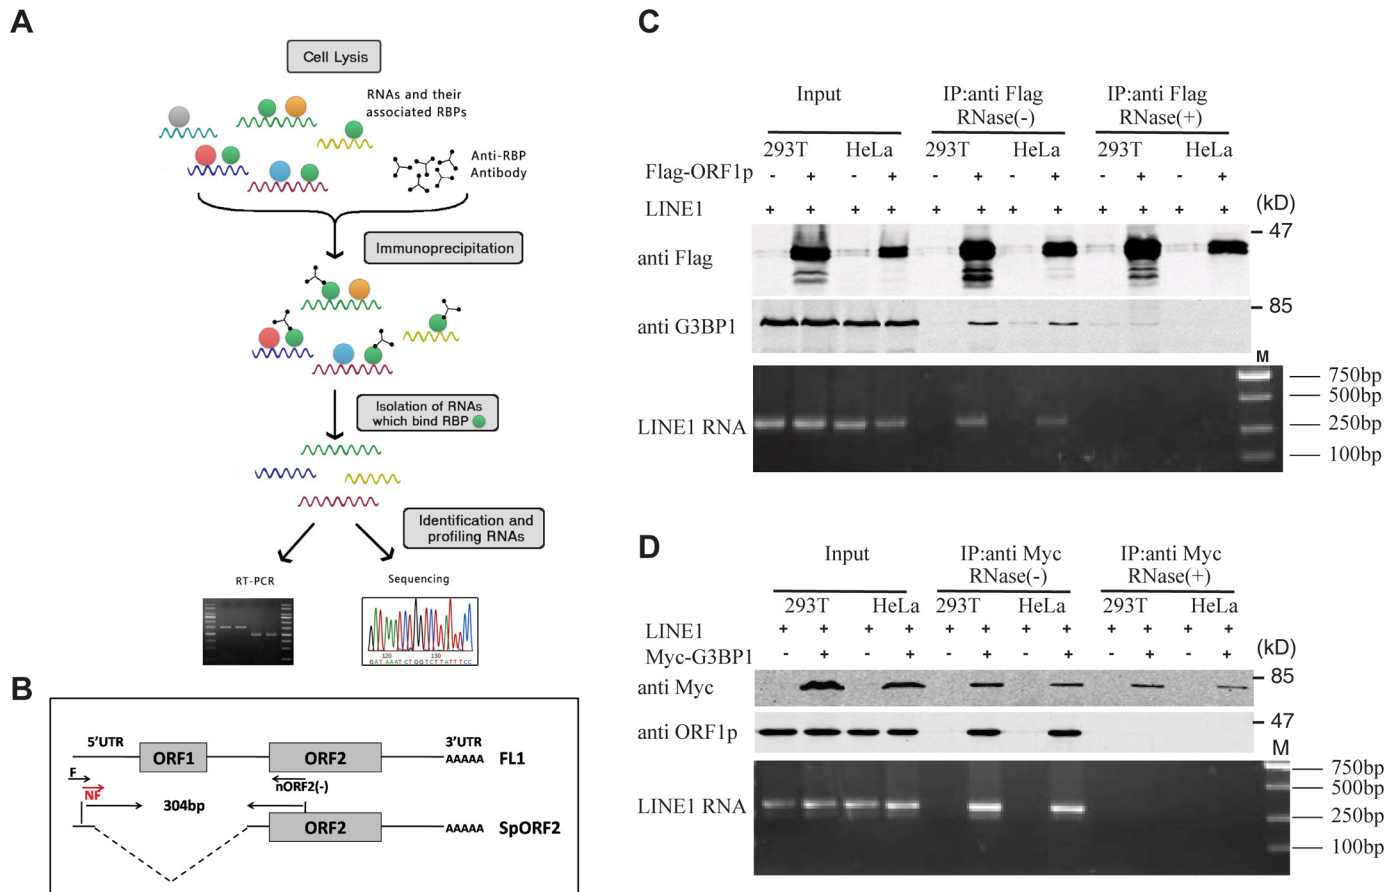 A
Cell Lysis
RNAs and their
associated RBPs
Anti-RBP
Antibody
Immunoprecipitation
Isolation of RNAs
which bind RBP
Identification and
profiling RNAs
RT-PCR
Sequencing
120 130
GATAAATCTGGTCTTATTTCC
B
5'UTR ORF1 ORF2 3'UTR
AAAAA FL1
F
nORF2(-)
NF
304bp
ORF2 AAAAA SpORF2
C
Input IP:anti Flag IP:anti Flag
RNase(-) RNase(+)
293T HeLa 293T HeLa 293T HeLa
Flag-ORF1p - + - + - + - + - + - + (kD)
LINE1 + + + + + + + + + + + +
47
anti Flag
85
anti G3BP1
M
750bp
500bp
LINE1 RNA 250bp
100bp
D
Input IP:anti Myc IP:anti Myc
RNase(-) RNase(+)
293T HeLa 293T HeLa 293T HeLa
LINE1 + + + + + + + + + + + +
Myc-G3BP1 - + - + - + - + - + - + (kD)
anti Myc 85
47
anti ORF1p
M
750bp
500bp
LINE1 RNA 250bp
100bp